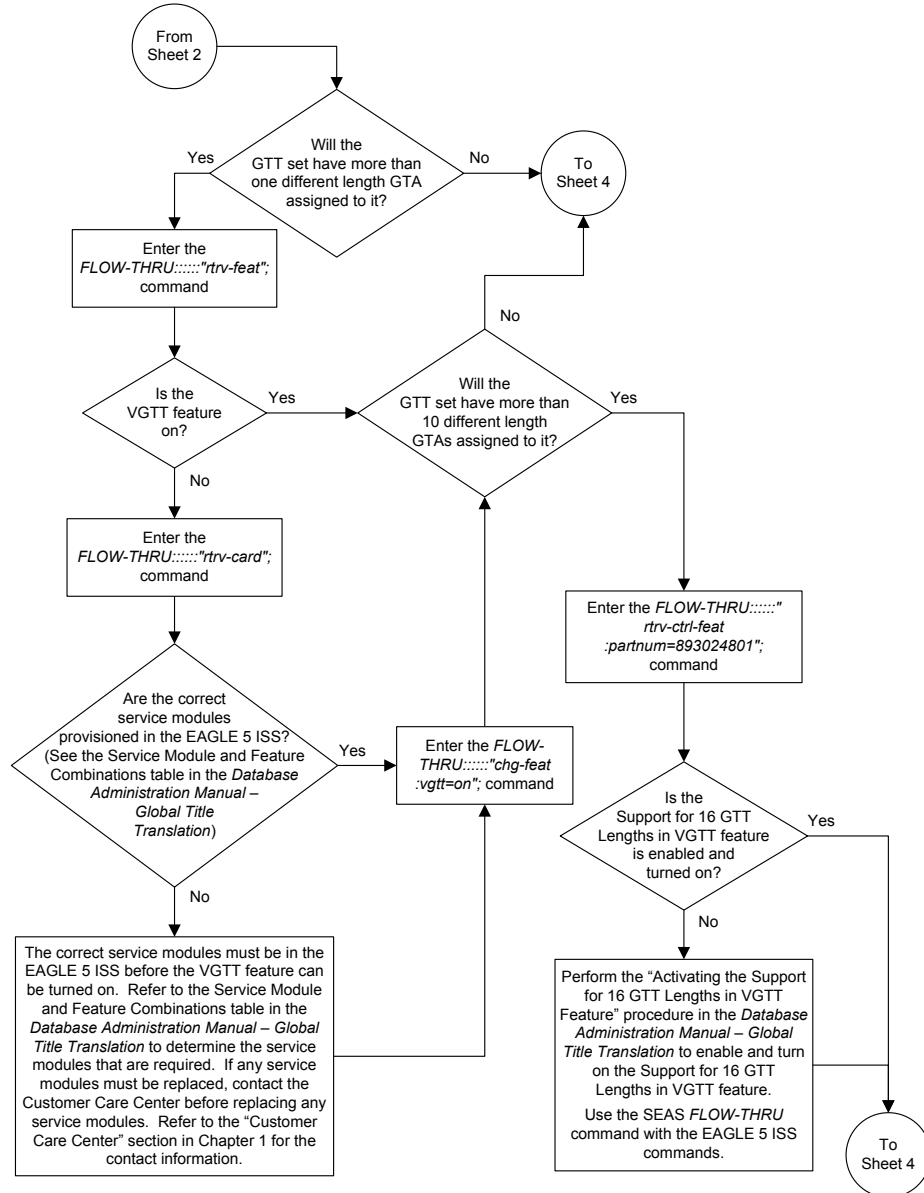 From
Sheet 2
Will the
GTT set have more than
one different length GTA
assigned to it?
Yes
No
To
Sheet 4
Enter the
FLOW-THRU::::::"rtrv-feat";
command
Is the
VGTT feature
on?
Yes
No
Will the
GTT set have more than
10 different length
GTAs assigned to it?
No
Yes
Enter the
FLOW-THRU::::::"rtrv-card";
command
Enter the FLOW-THRU::::::"
rtrv-ctrl-feat
:partnum=893024801";
command
Are the correct
service modules
provisioned in the EAGLE 5 ISS?
(See the Service Module and Feature
Combinations table in the Database
Administration Manual –
Global Title
Translation)
Yes
No
Enter the FLOW-
THRU::::::"chg-feat
:vgtt=on"; command
Is the
Support for 16 GTT
Lengths in VGTT feature
is enabled and
turned on?
Yes
No
The correct service modules must be in the
EAGLE 5 ISS before the VGTT feature can
be turned on. Refer to the Service Module
and Feature Combinations table in the
Database Administration Manual – Global
Title Translation to determine the service
modules that are required. If any service
modules must be replaced, contact the
Customer Care Center before replacing any
service modules. Refer to the “Customer
Care Center” section in Chapter 1 for the
contact information.
Perform the “Activating the Support
for 16 GTT Lengths in VGTT
Feature” procedure in the Database
Administration Manual – Global
Title Translation to enable and turn
on the Support for 16 GTT
Lengths in VGTT feature.
Use the SEAS FLOW-THRU
command with the EAGLE 5 ISS
commands.
To
Sheet 4